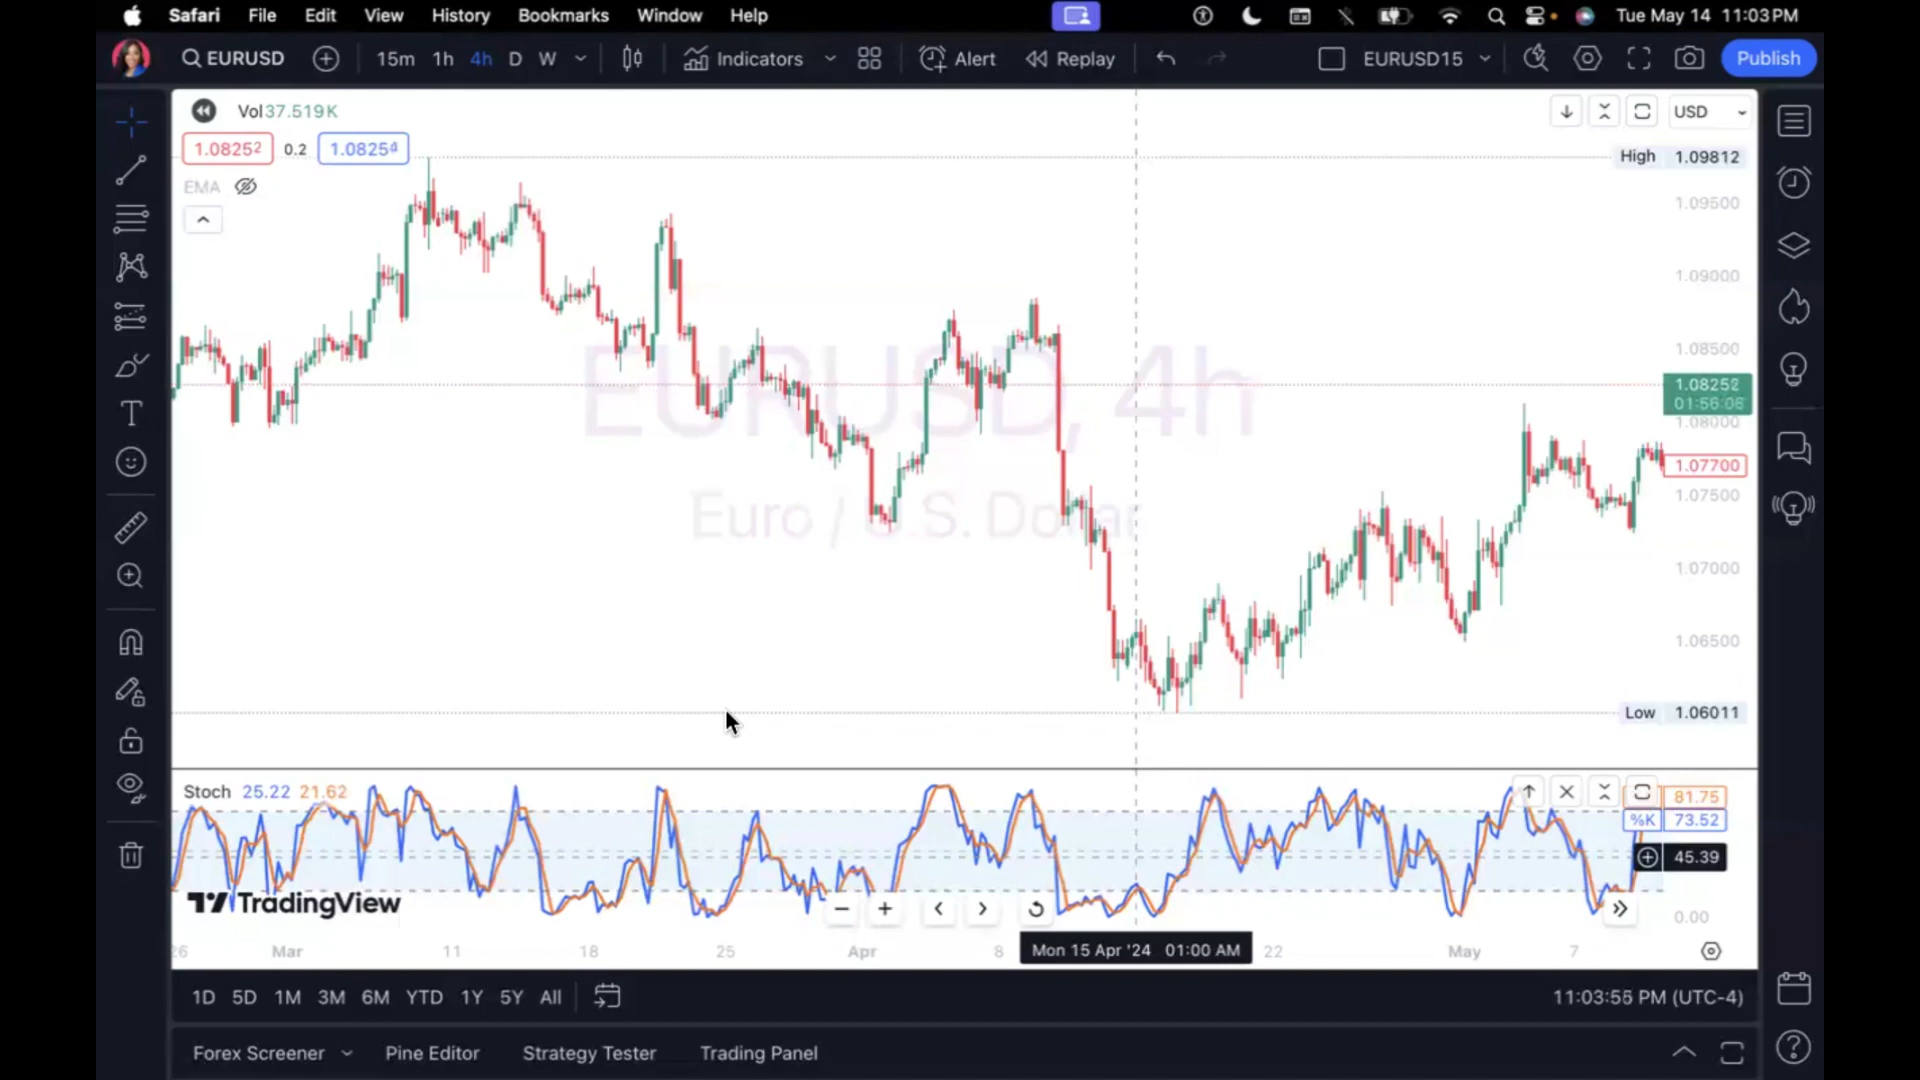 Safari File Edit View History Bookmarks Window Help Tue May 14 11:03 PM
EURUSD 15m 1h 4h D W Indicators Alert Replay EURUSD15 Publish
Vol 37.519 K
USD
1.08252 0.2 1.08254
High 1.09812
EMA
1.09500
1.09000
1.08500
EURUSD, 4h
1.08252
01:56:06
1.08000
1.07700
1.07500
Euro / U.S. Dollar
1.07000
1.06500
Low 1.06011
Stoch 25.22 21.62
81.75
%K 73.52
45.39
TradingView
0.00
26 Mar 11 18 25 Apr 8 Mon 15 Apr '24 01:00 AM 22 May 7
1D 5D 1M 3M 6M YTD 1Y 5Y All 11:03:55 PM (UTC-4)
Forex Screener Pine Editor Strategy Tester Trading Panel